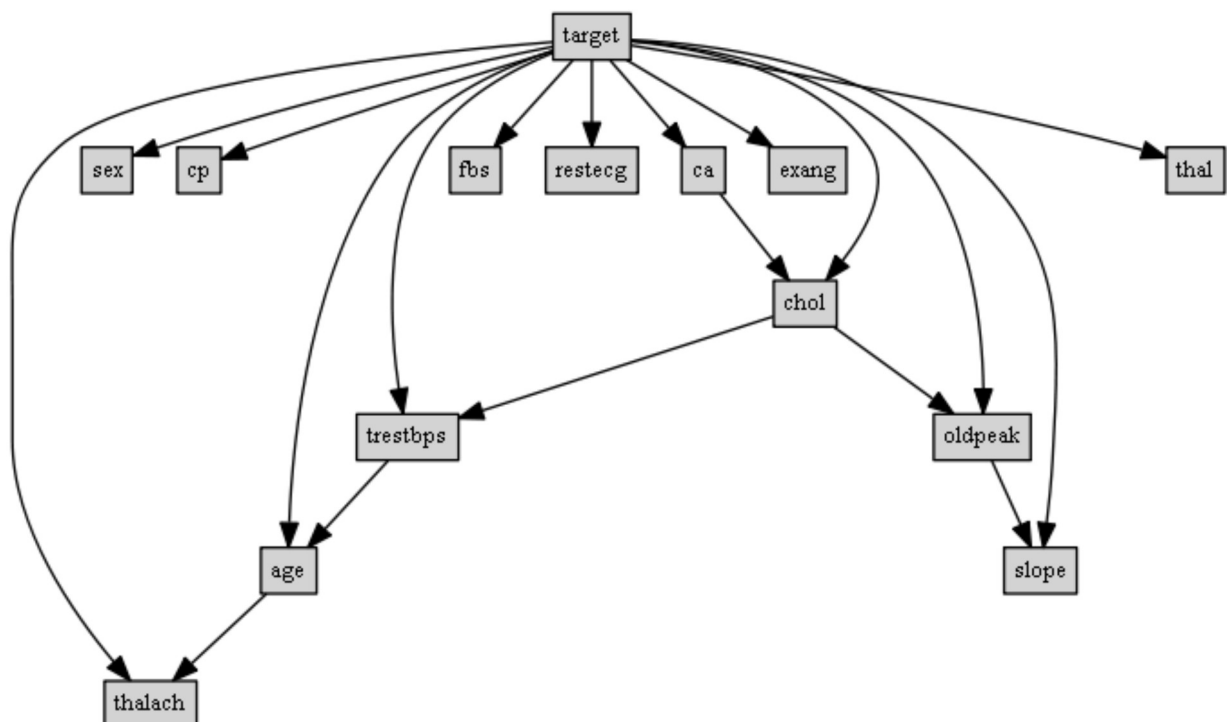 target
sex
cp
fbs
restecg
ca
exang
thal
chol
trestbps
oldpeak
age
slope
thalach